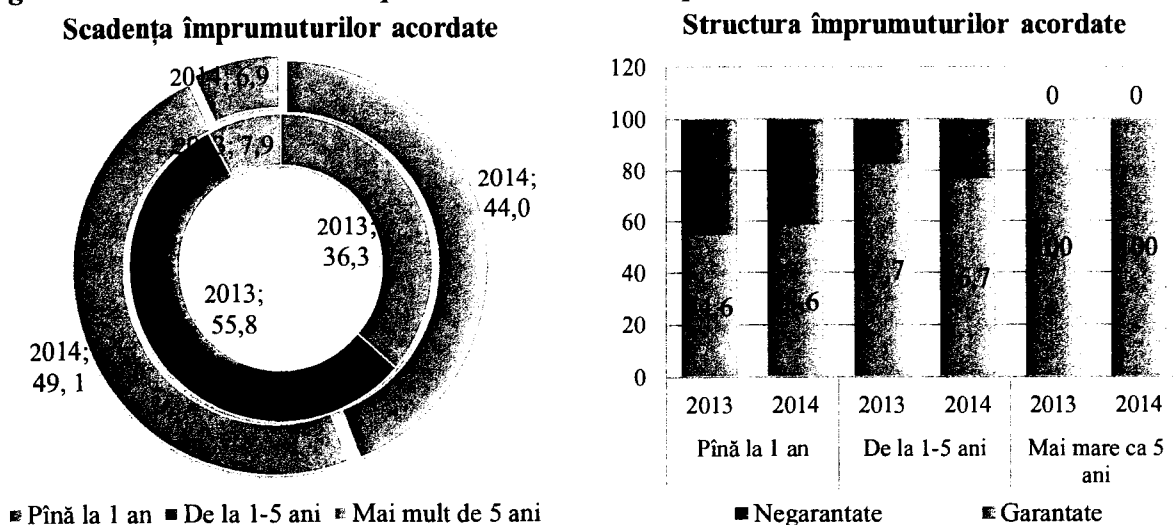 Scadența împrumuturilor acordate
2014; 6,9
2013; 7,9
2014;
44,0
2013;
36,3
2013;
55,8
2014;
49, 1
Pînă la 1 an De la 1-5 ani Mai mult de 5 ani
Structura împrumuturilor acordate
120
100
80
60
40
20
0
0 0
100 100
2013 2014 2013 2014 2013 2014
Pînă la 1 an De la 1-5 ani Mai mare ca 5
ani
Negarantate Garantate